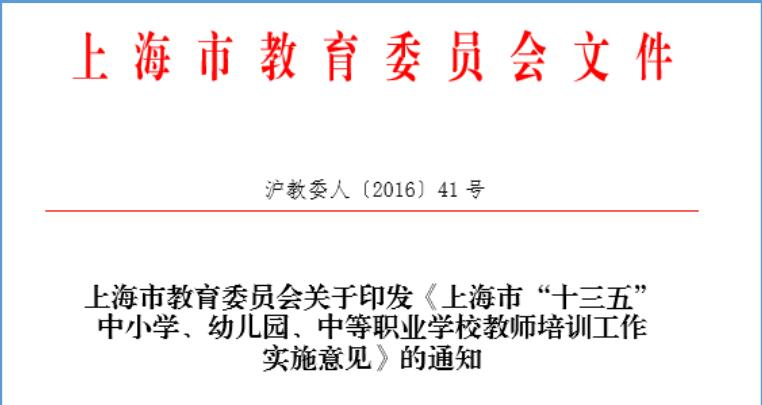 上海市教育委员会文件
沪教委人〔2016〕41 号
上海市教育委员会关于印发《上海市“十三五”
中小学、幼儿园、中等职业学校教师培训工作
实施意见》的通知